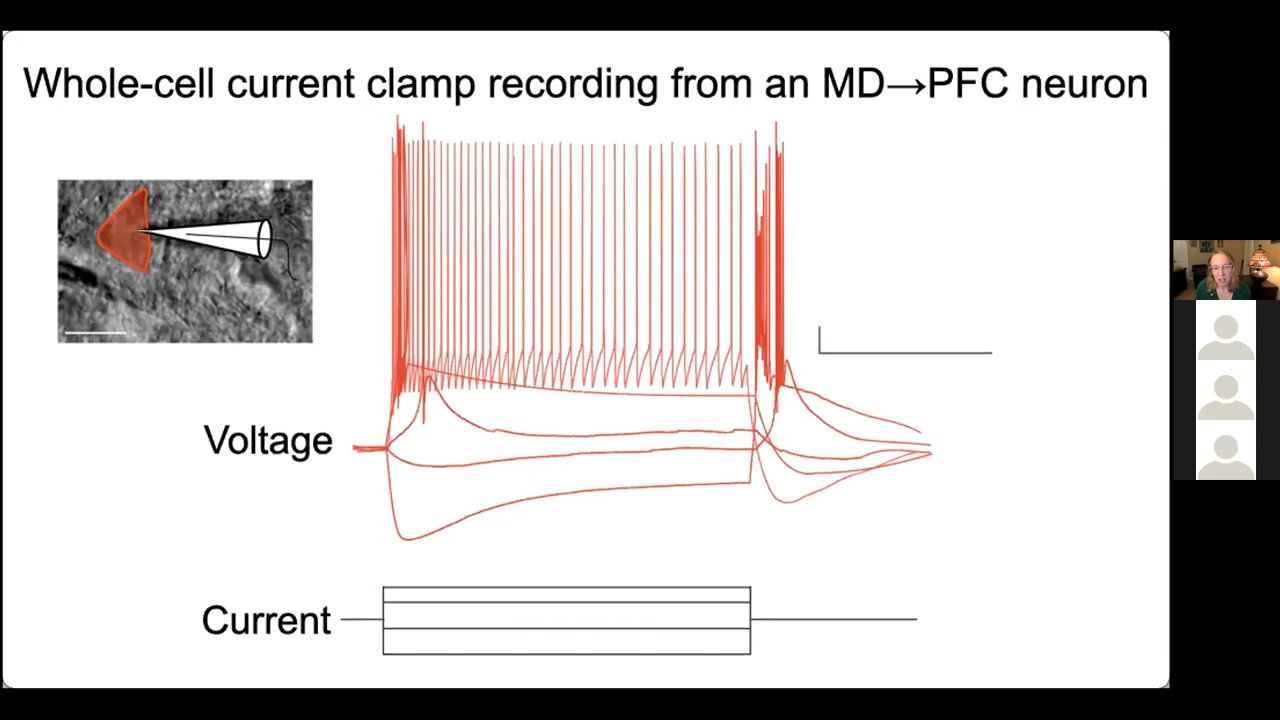 Whole-cell current clamp recording from an MD→PFC neuron
Voltage
Current